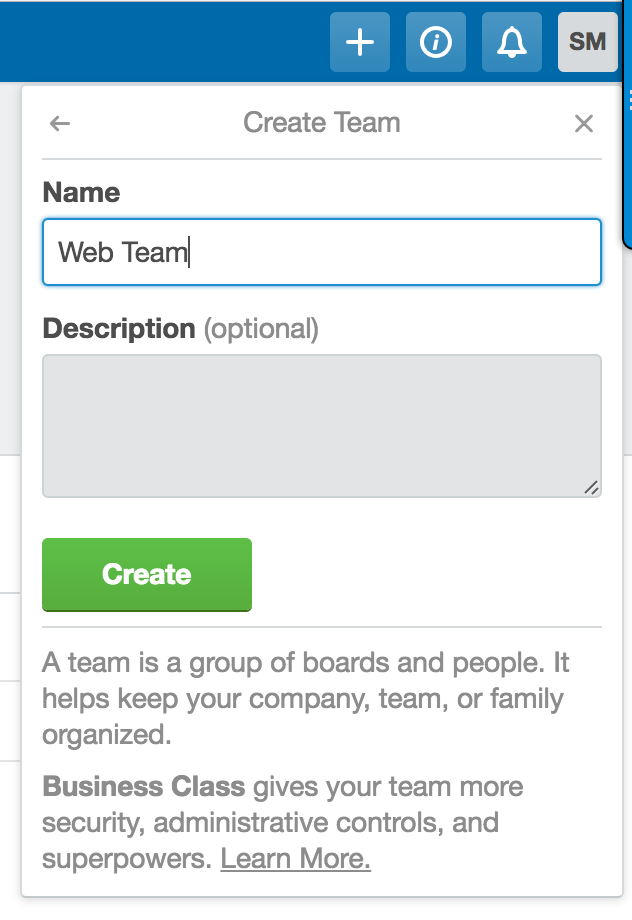 SM
Create Team
Name
Web Team
Description (optional)
Create
A team is a group of boards and people. It
helps keep your company, team, or family
organized.
Business Class gives your team more
security, administrative controls, and
superpowers. Learn More.